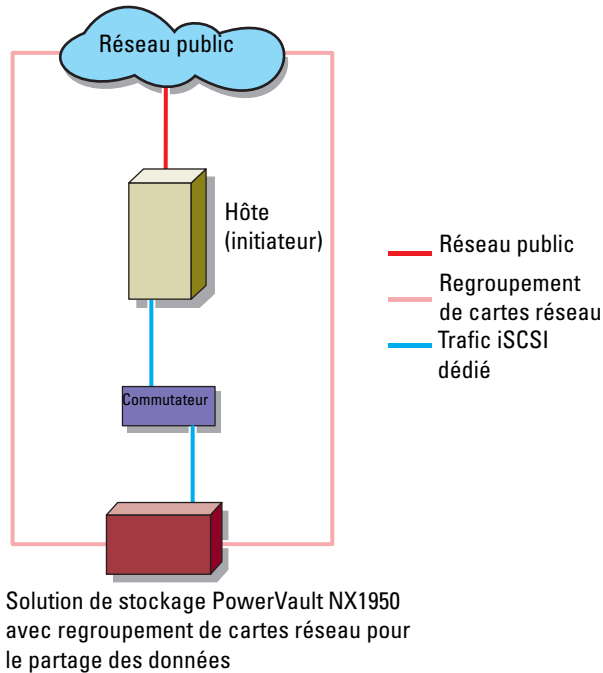 Réseau public
Hôte
(initiateur)
Réseau public
Regroupement
de cartes réseau
Trafic iSCSI
dédié
Commutateur
Solution de stockage PowerVault NX1950
avec regroupement de cartes réseau pour
le partage des données